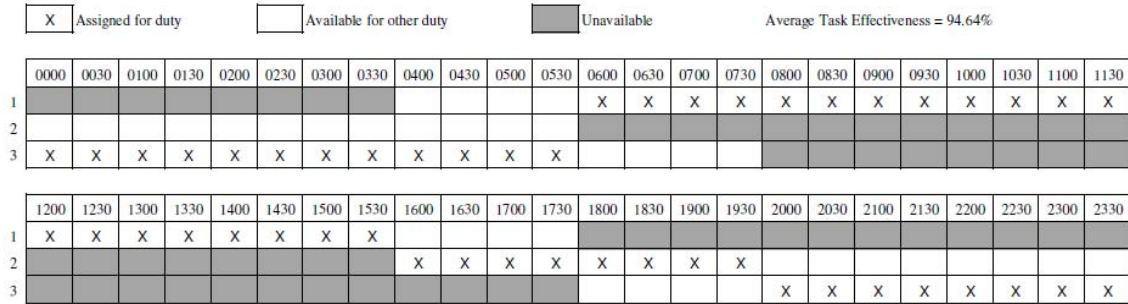 X Assigned for duty Available for other duty Unavailable Average Task Effectiveness = 94.64%
0000 0030 0100 0130 0200 0230 0300 0330 0400 0430 0500 0530 0600 0630 0700 0730 0800 0830 0900 0930 1000 1030 1100 1130
1 X X X X X X X X X X X X
2
3 X X X X X X X X X X X X
1200 1230 1300 1330 1400 1430 1500 1530 1600 1630 1700 1730 1800 1830 1900 1930 2000 2030 2100 2130 2200 2230 2300 2330
1 X X X X X X X X
2 X X X X X X X X
3 X X X X X X X X